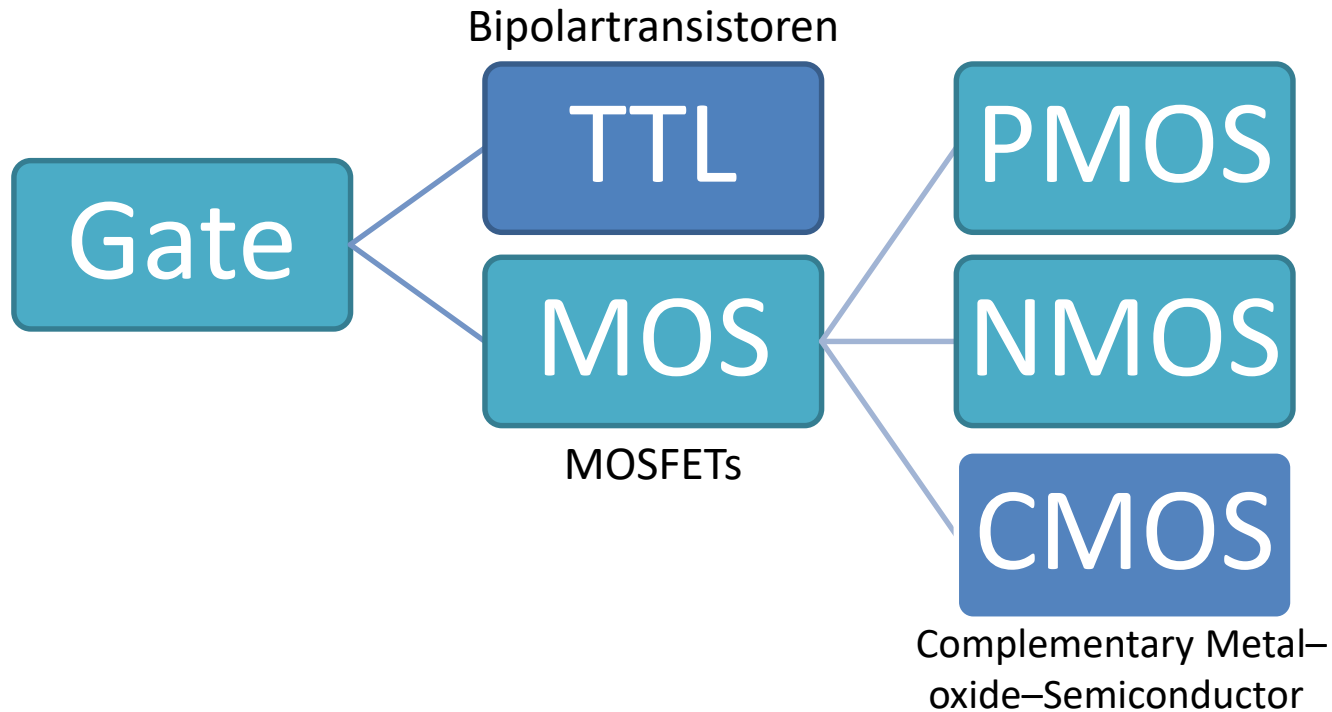 Bipolartransistoren
Gate
TTL
MOS
MOSFETs
PMOS
NMOS
CMOS
Complementary Metal–
oxide–Semiconductor